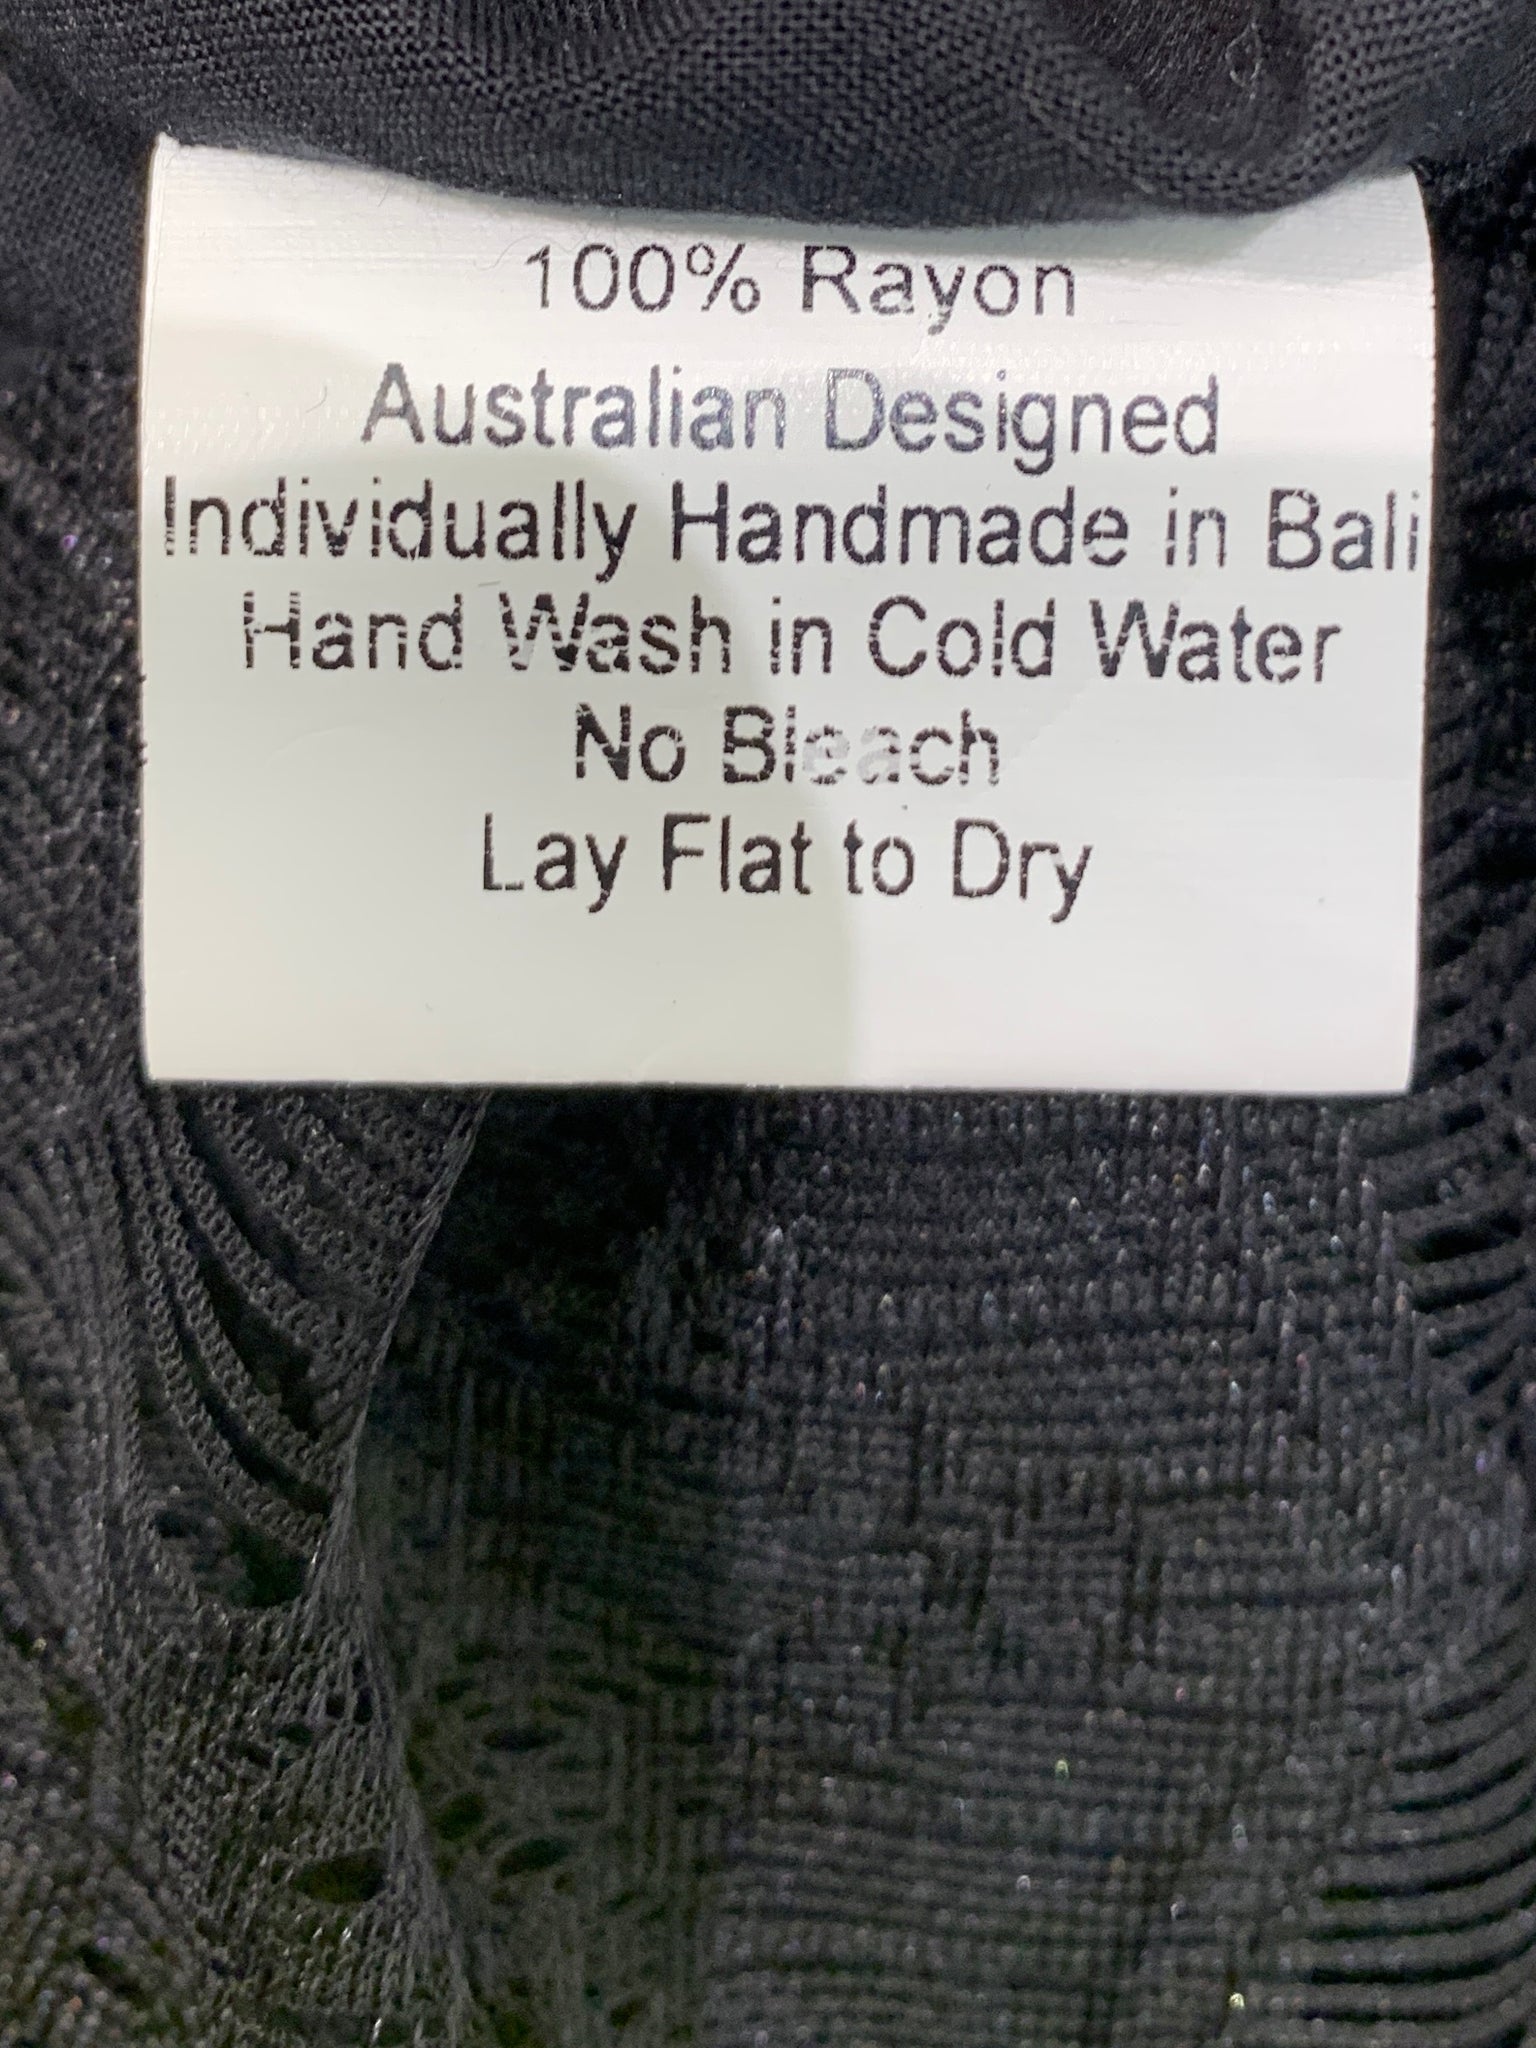 100% Rayon
Australian Designed
Individually Handmade in Bali
Hand Wash in Cold Water
No Bleach
Lay Flat to Dry